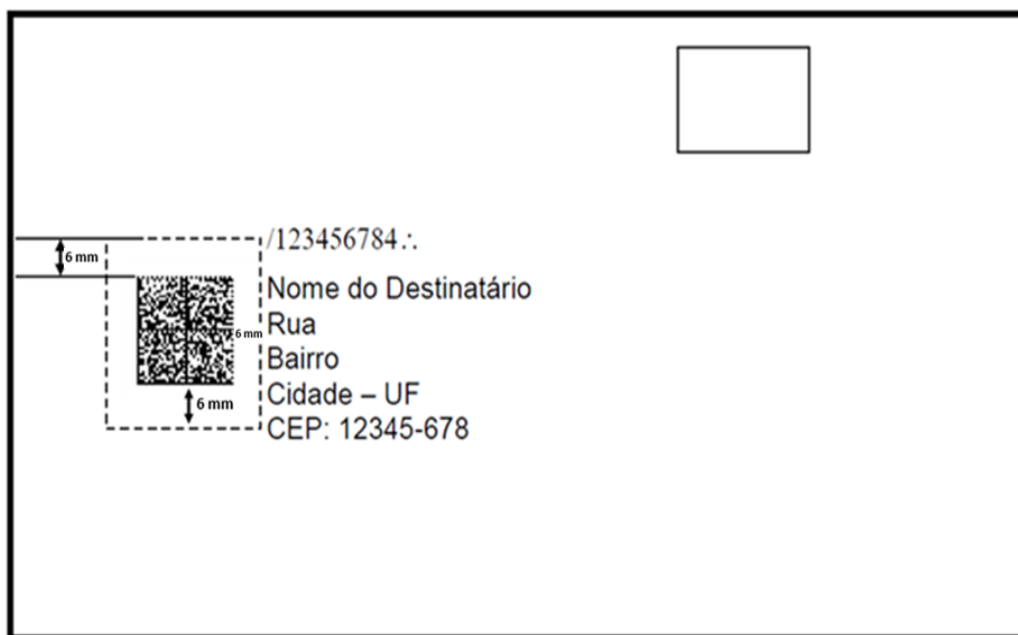 /123456784∴
6 mm
Nome do Destinatário
Rua
6 mm
Bairro
Cidade – UF
6 mm
CEP: 12345-678